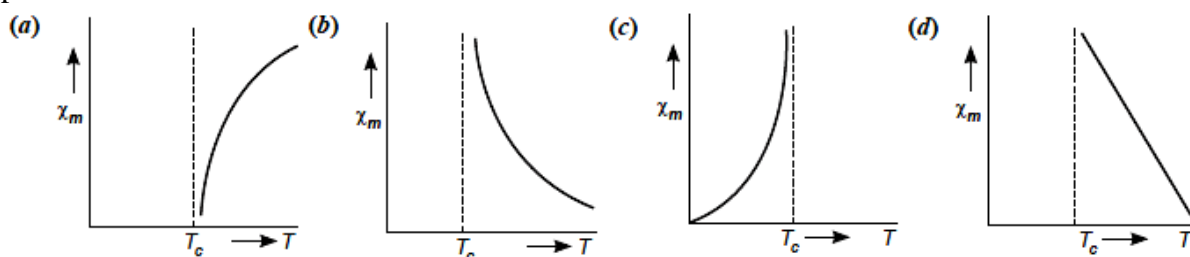 (a) (b) (c) (d)
χm χm χm χm
Tc T Tc T Tc T Tc T